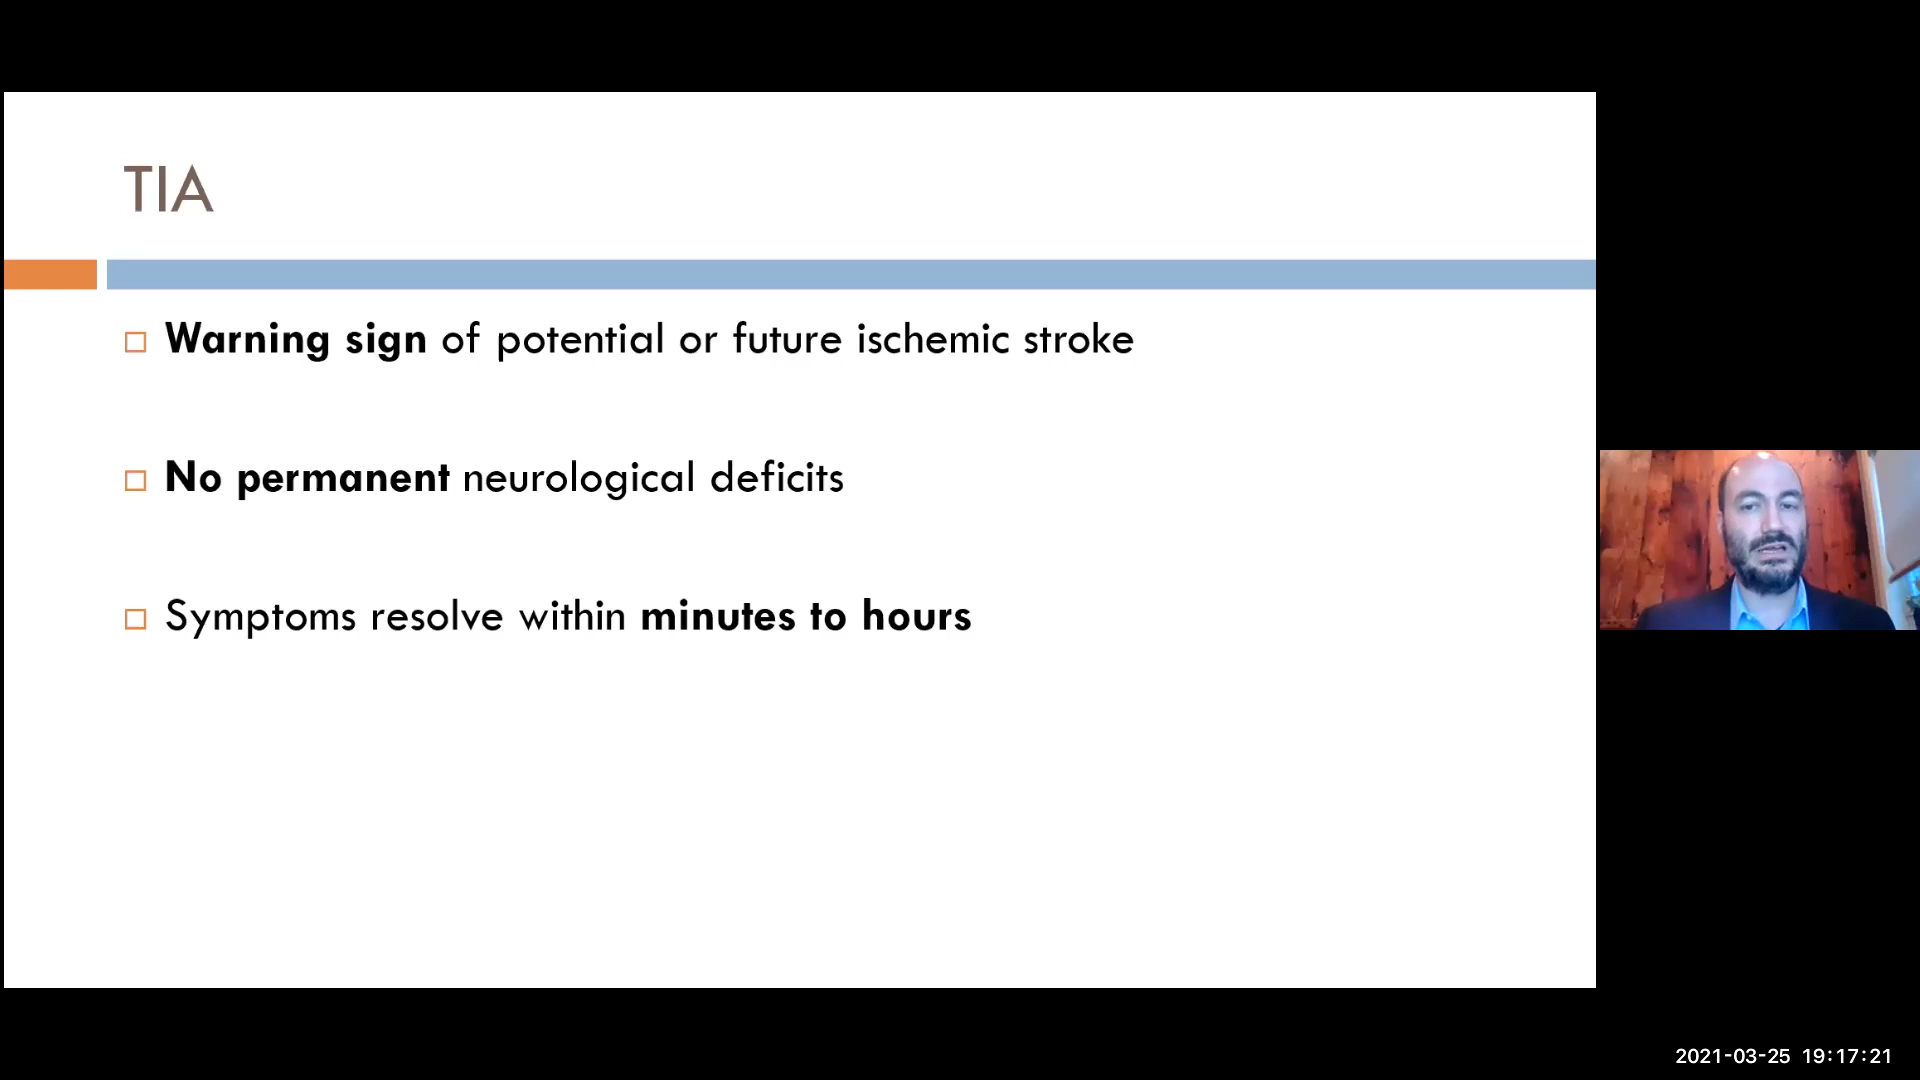 TIA
Warning sign of potential or future ischemic stroke
No permanent neurological deficits
Symptoms resolve within minutes to hours
2021-03-25 19:17:21